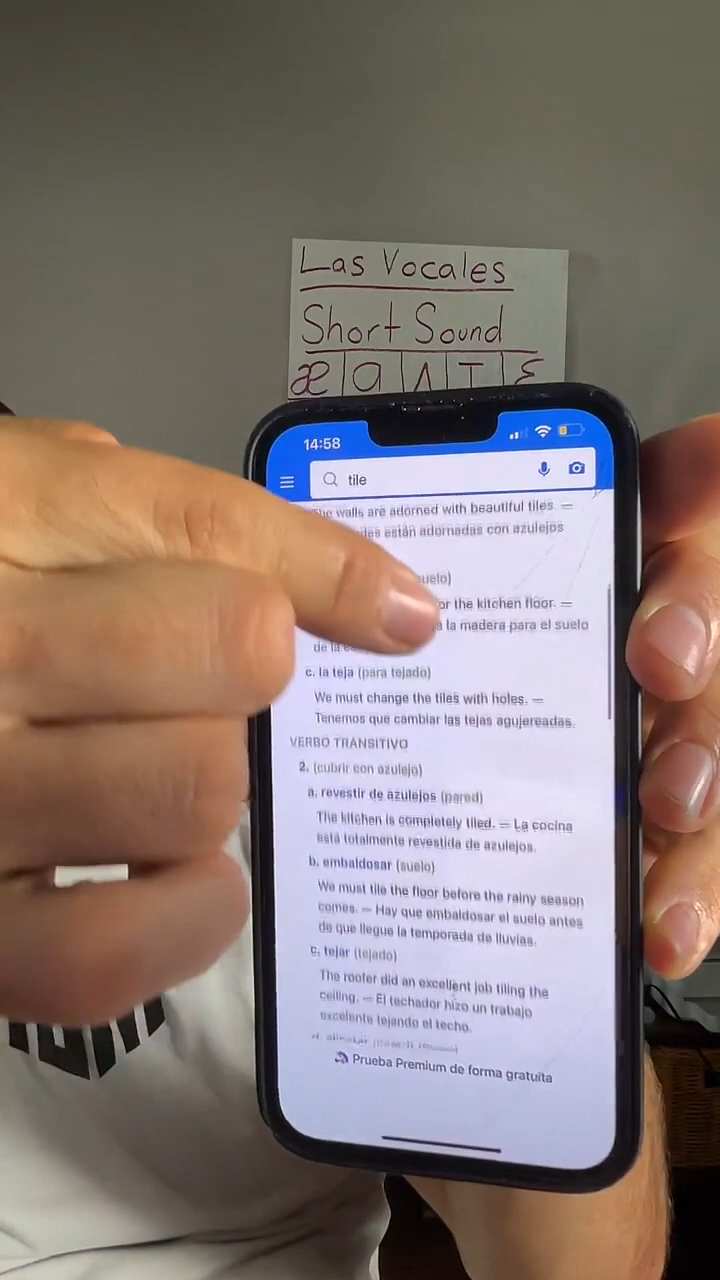 Las Vocales
Short Sound
æ a ʌ I ɛ
14:58
tile
walls are adorned with beautiful tiles. =
están adornadas con azulejos
suelo)
or the kitchen floor. =
la madera para el suelo
de la
c. la teja (para tejado)
We must change the tiles with holes. =
Tenemos que cambiar las tejas agujereadas.
VERBO TRANSITIVO
2. (cubrir con azulejo)
a. revestir de azulejos (pared)
The kitchen is completely tiled. = La cocina
está totalmente revestida de azulejos.
b. embaldosar (suelo)
We must tile the floor before the rainy season
comes. = Hay que embaldosar el suelo antes
de que llegue la temporada de lluvias.
c. tejar (tejado)
The roofer did an excellent job tiling the
ceiling. = El techador hizo un trabajo
excelente tejando el techo.
Prueba Premium de forma gratuita